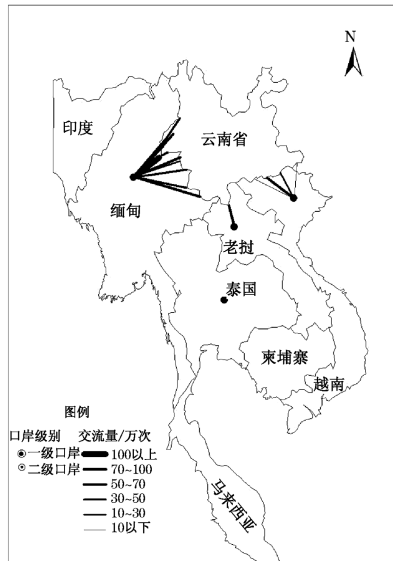 N
印度
云南省
缅甸
老挝
泰国
柬埔寨
越南
马来西亚
图例
口岸级别 交流量/万次
一级口岸 100以上
二级口岸 70~100
50~70
30~50
10~30
10以下